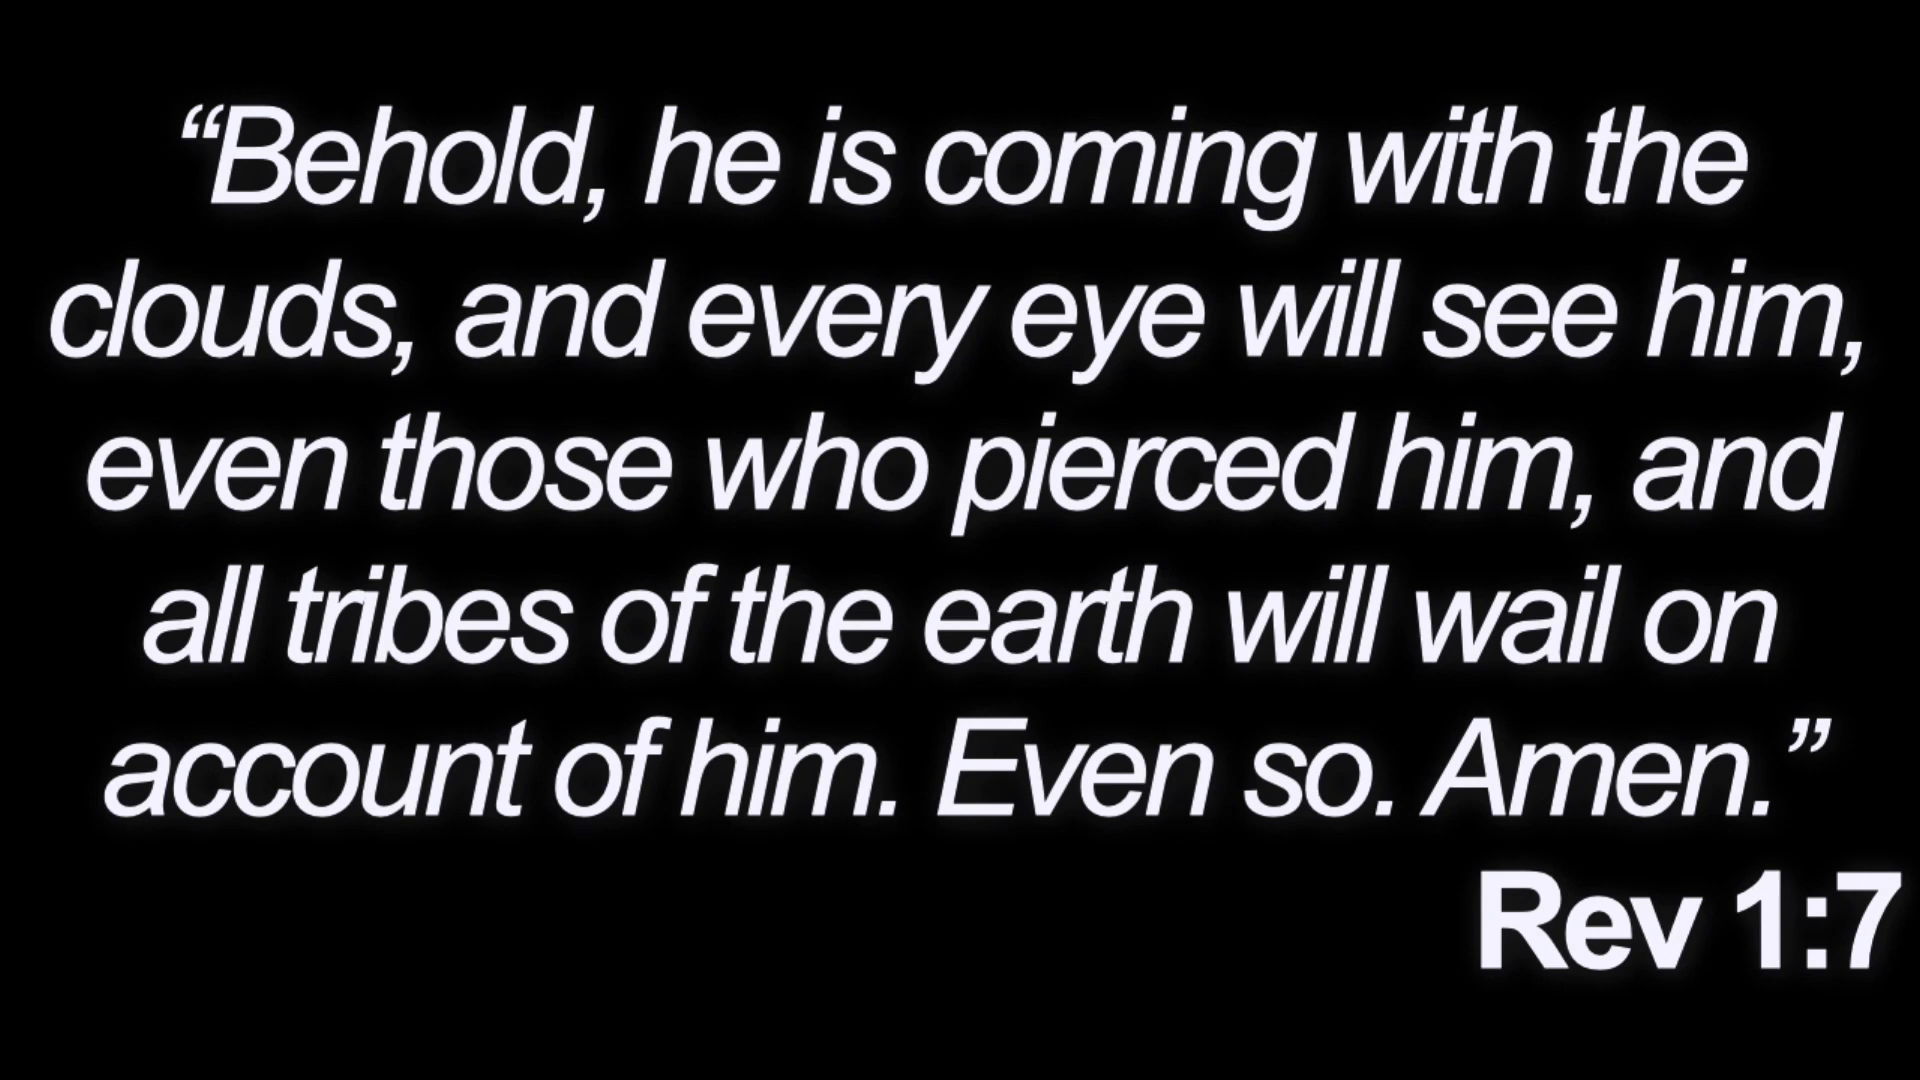 “Behold, he is coming with the
clouds, and every eye will see him,
even those who pierced him, and
all tribes of the earth will wail on
account of him. Even so. Amen.”
Rev 1:7